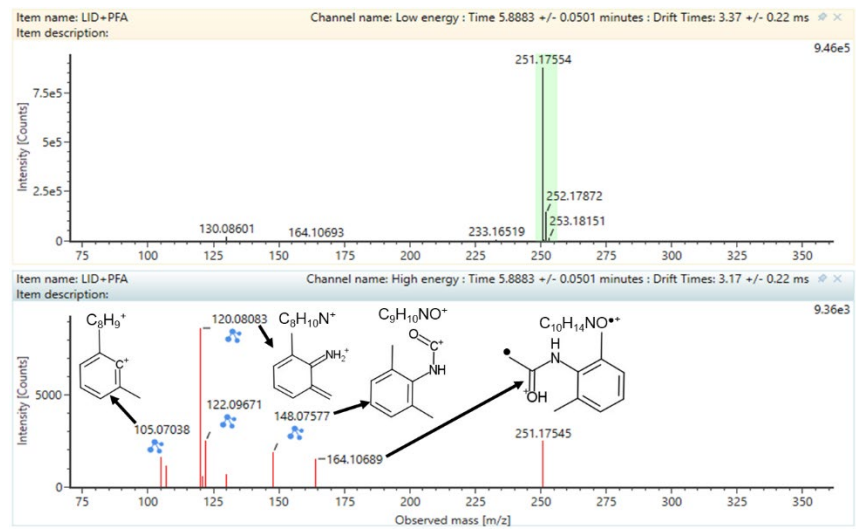 Item name: LID+PFA
Channel name: Low energy : Time 5.8883 +/- 0.0501 minutes : Drift Times: 3.37 +/- 0.22 ms
Item description:
9.46e5
251.17554
7.5e5
5e5
2.5e5
0
Intensity [Counts]
252.17872
253.18151
130.08601
164.10693
233.16519
75 100 125 150 175 200 225 250 275 300 325 350
Item name: LID+PFA
Channel name: High energy : Time 5.8883 +/- 0.0501 minutes : Drift Times: 3.17 +/- 0.22 ms
Item description:
9.36e3
C₈H₉⁺
120.08083
C₈H₁₀N⁺
C₉H₁₀NO⁺
C₁₀H₁₄NO•⁺
C⁺
NH₂⁺
O
C⁺
NH
H
N
⁺OH
5000
0
Intensity [Counts]
122.09671
148.07577
105.07038
164.10689
251.17545
75 100 125 150 175 200 225 250 275 300 325 350
Observed mass [m/z]